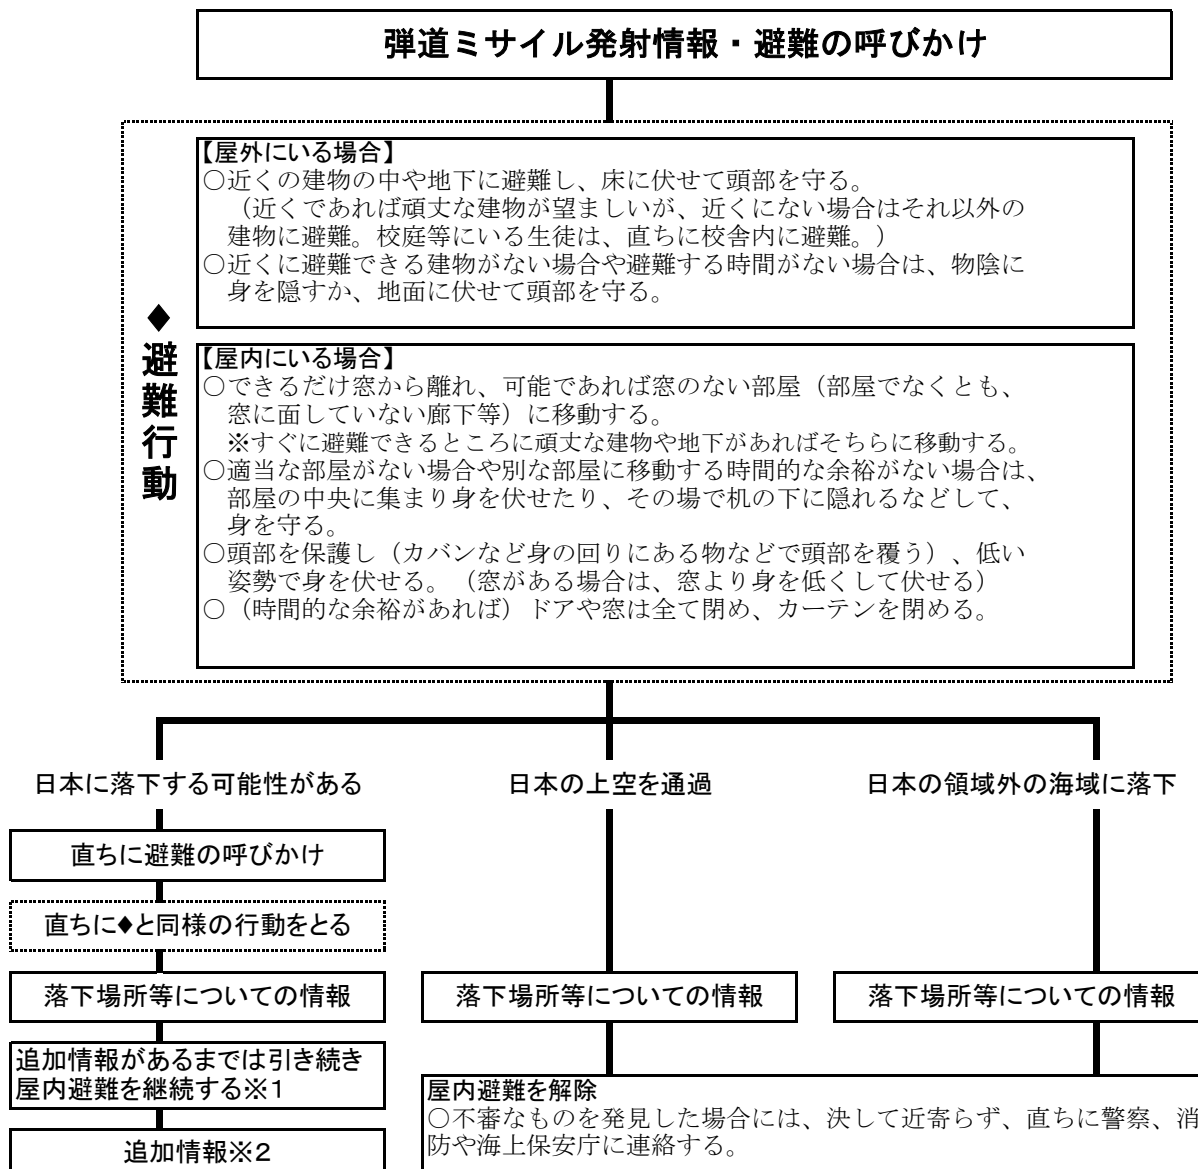 弾道ミサイル発射情報・避難の呼びかけ
♦避難行動
【屋外にいる場合】
○近くの建物の中や地下に避難し、床に伏せて頭部を守る。
（近くであれば頑丈な建物が望ましいが、近くにない場合はそれ以外の
建物に避難。校庭等にいる生徒は、直ちに校舎内に避難。）
○近くに避難できる建物がない場合や避難する時間がない場合は、物陰に
身を隠すか、地面に伏せて頭部を守る。
【屋内にいる場合】
○できるだけ窓から離れ、可能であれば窓のない部屋（部屋でなくとも、
窓に面していない廊下等）に移動する。
※すぐに避難できるところに頑丈な建物や地下があればそちらに移動する。
○適当な部屋がない場合や別な部屋に移動する時間的な余裕がない場合は、
部屋の中央に集まり身を伏せたり、その場で机の下に隠れるなどして、
身を守る。
○頭部を保護し（カバンなど身の回りにある物などで頭部を覆う）、低い
姿勢で身を伏せる。（窓がある場合は、窓より身を低くして伏せる）
○（時間的な余裕があれば）ドアや窓は全て閉め、カーテンを閉める。
日本に落下する可能性がある
直ちに避難の呼びかけ
直ちに♦と同様の行動をとる
落下場所等についての情報
追加情報があるまでは引き続き
屋内避難を継続する※1
追加情報※2
日本の上空を通過
落下場所等についての情報
日本の領域外の海域に落下
落下場所等についての情報
屋内避難を解除
○不審なものを発見した場合には、決して近寄らず、直ちに警察、消
防や海上保安庁に連絡する。